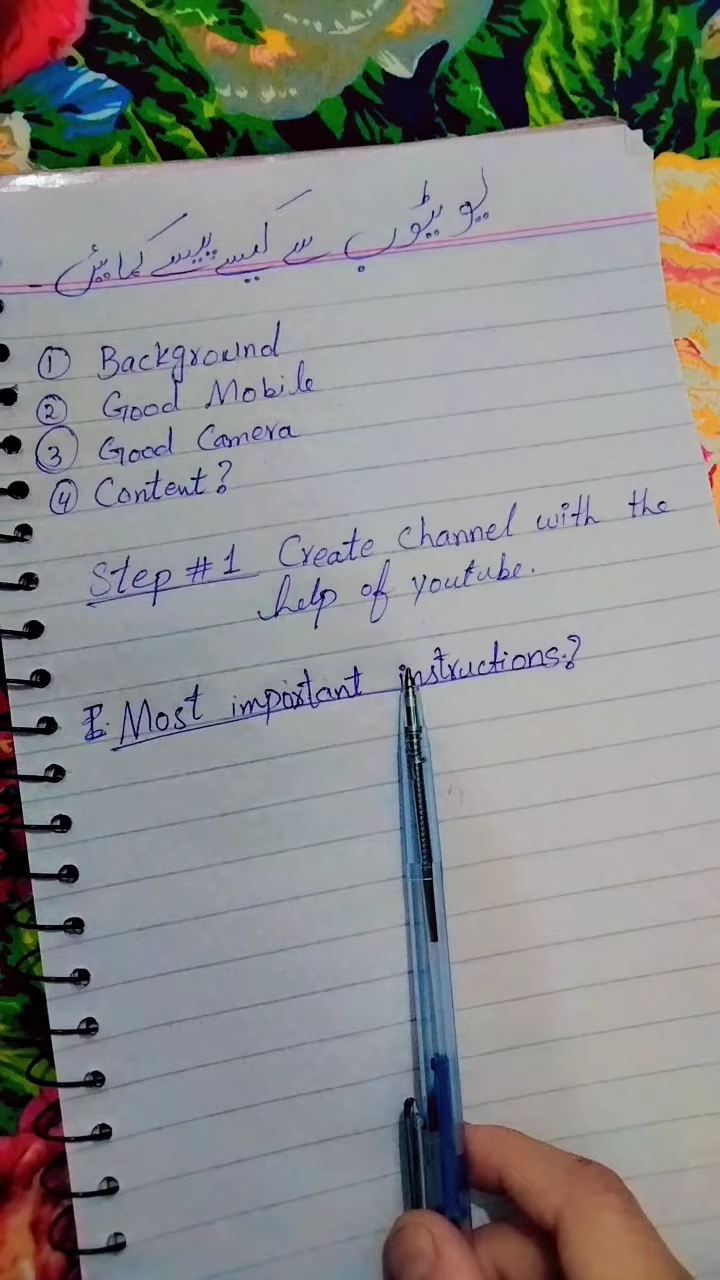 یوٹیوب سے کیسے پیسے کمایئں -
① Background
② Good Mobile
③ Good Camera
④ Content?
Step #1 Create channel with the
help of youtube.
Most important instructions:?